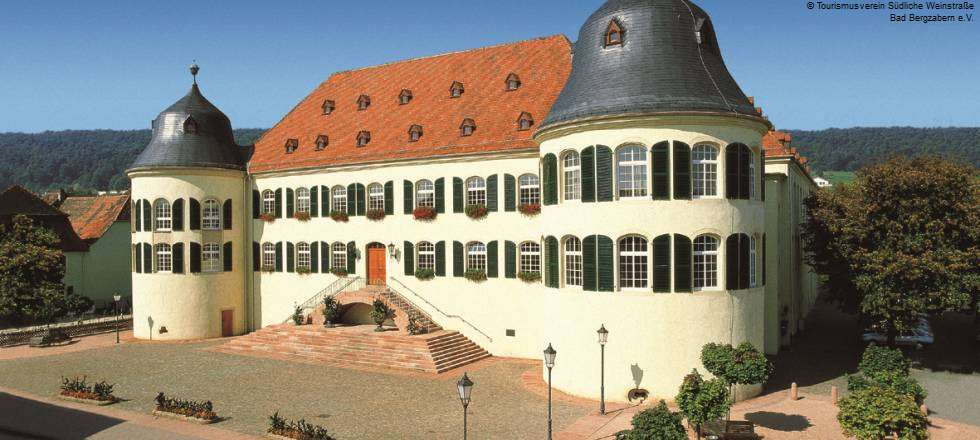 © Tourismusverein Südliche Weinstraße
Bad Bergzabern e.V.